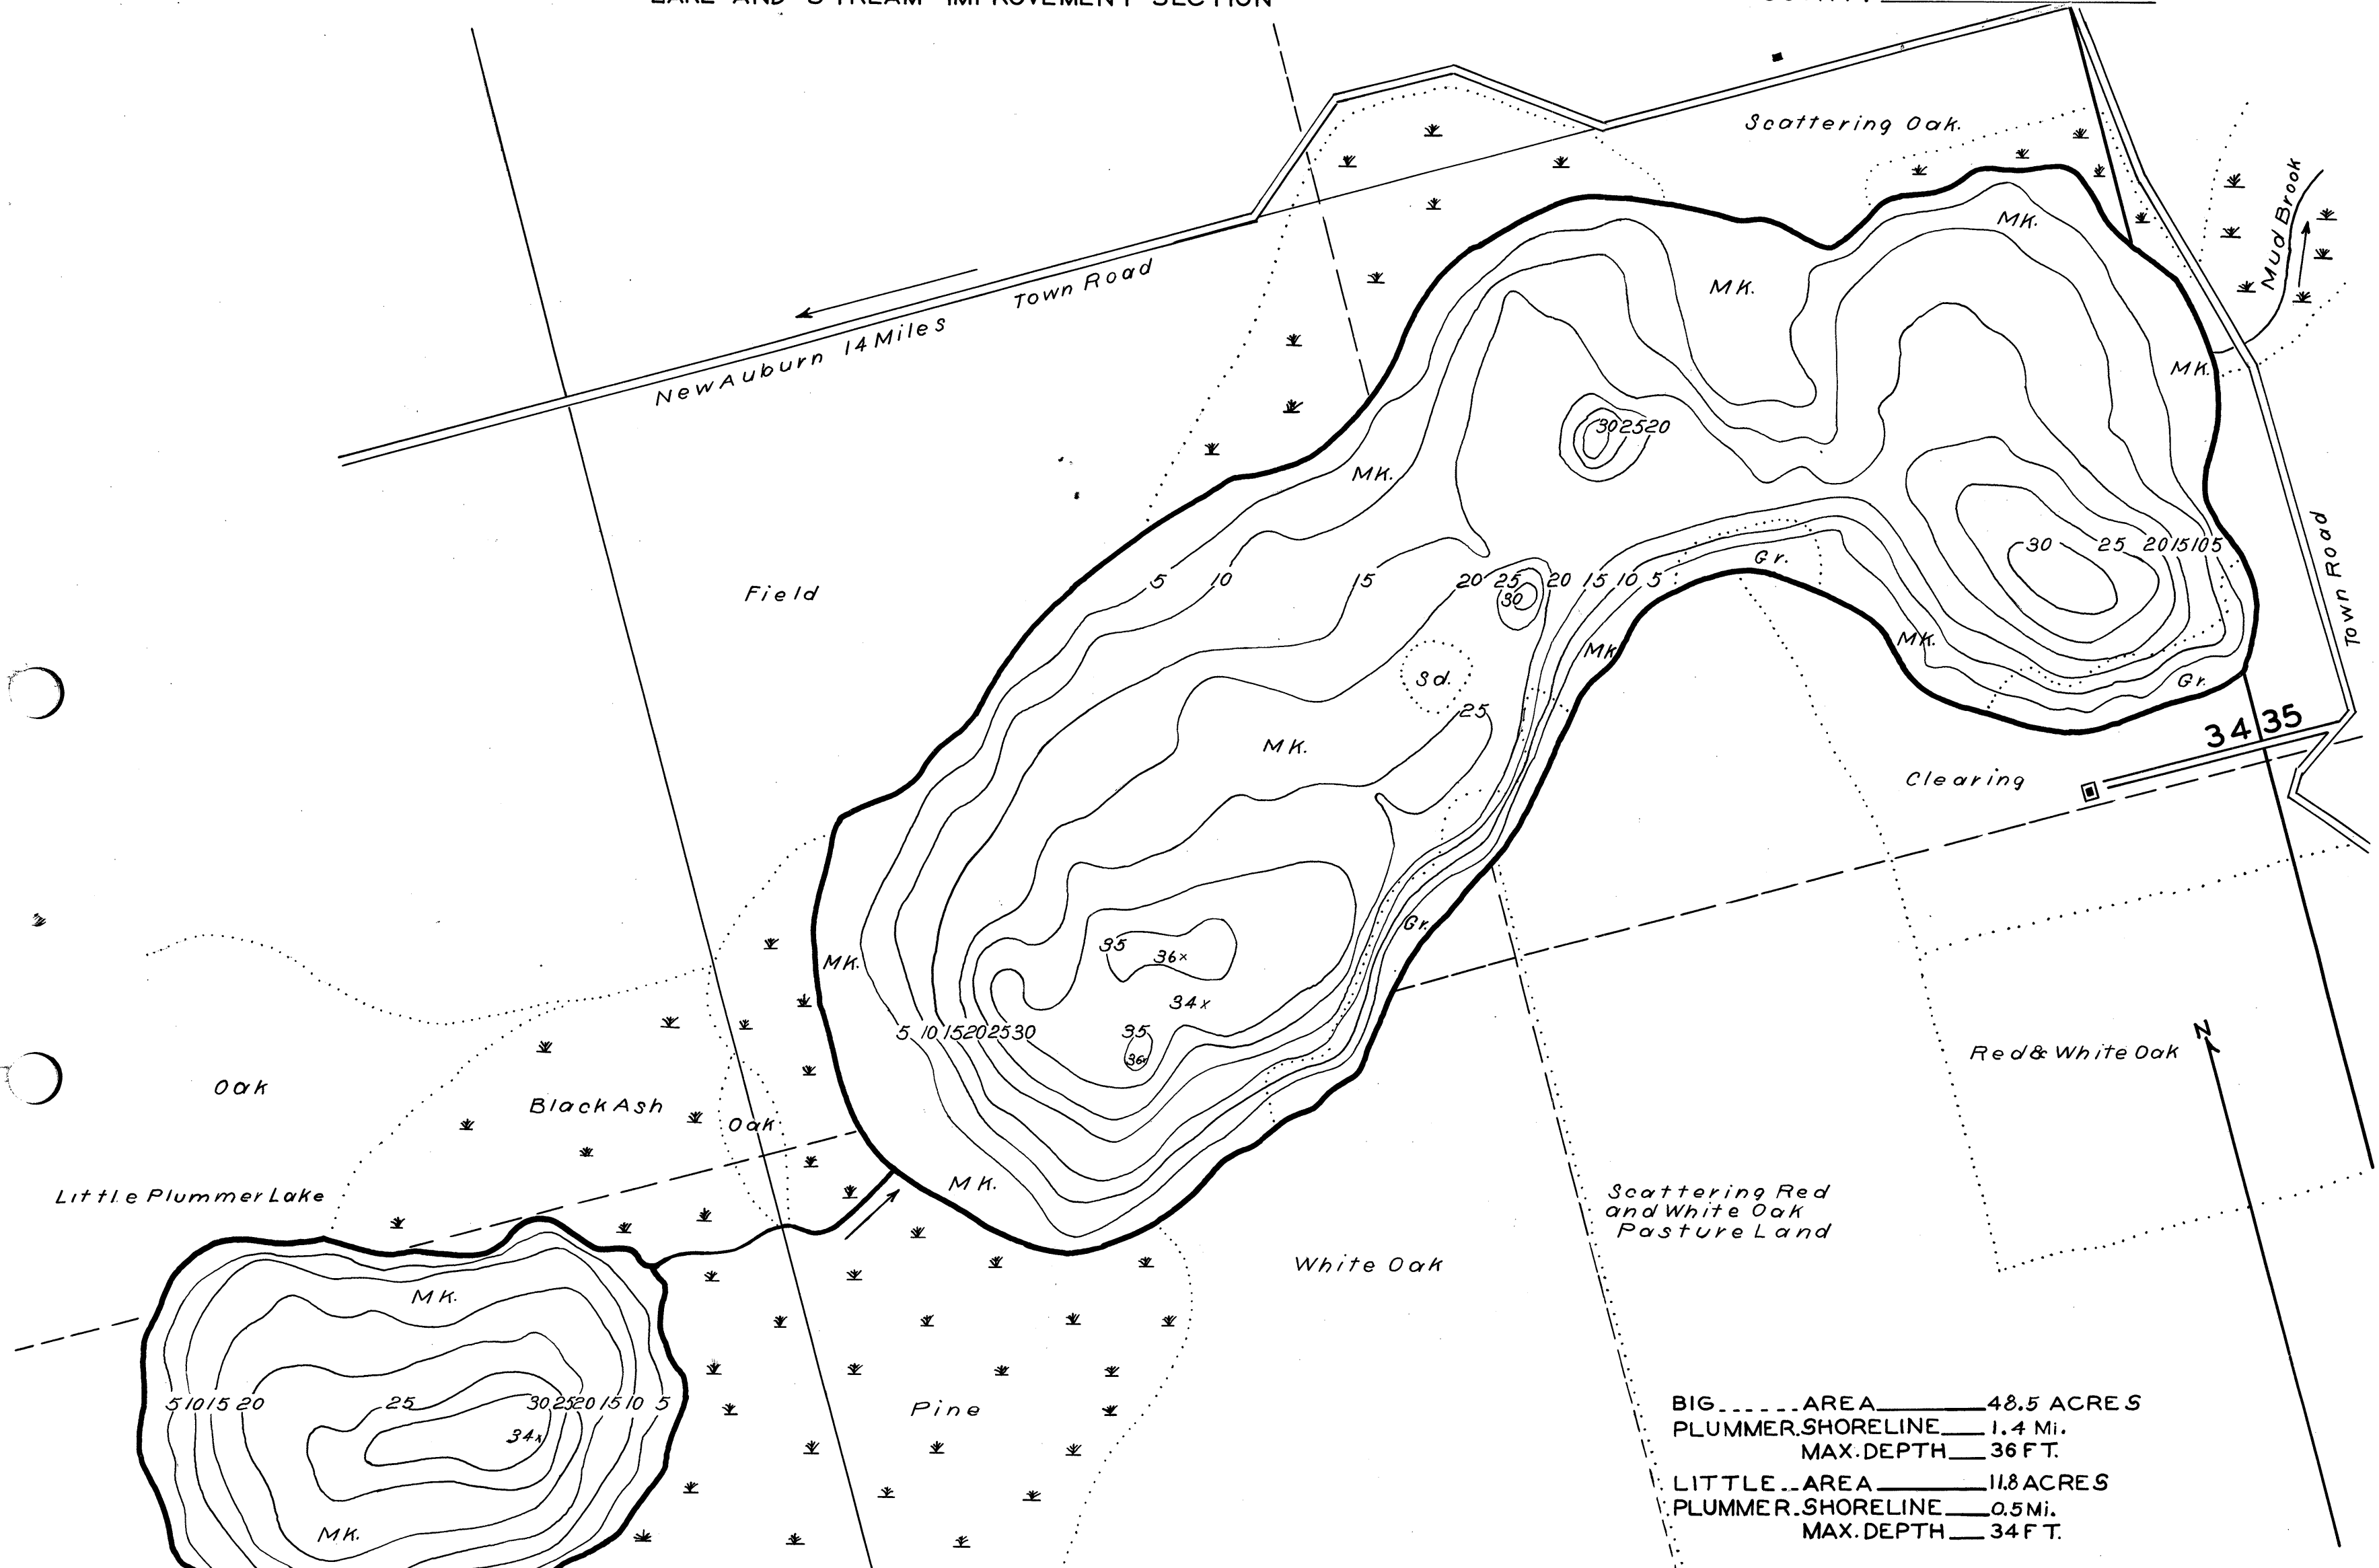 LAKE AND STREAM IMPROVEMENT SECTION
Scattering Oak.
Mud Brook
Town Road
New Auburn 14 Miles
MK.
MK.
MK.
MK.
30 25 20
Field
5 10 15 20 25 20 15 10 5
30
Gr.
30 25 20 15 10 5
Town Road
MK.
MK.
Sd.
Gr.
25
MK.
34 35
Clearing
Gr.
35
36x
MK.
34x
5 10 15 20 25 30
35
36x
N
Red & White Oak
Oak
Black Ash
Oak
Little Plummer Lake
MK.
Scattering Red
and White Oak
Pasture Land
White Oak
MK.
5 10 15 20 25 30 25 20 15 10 5
34x
Pine
MK.
BIG...... AREA 48.5 ACRES
PLUMMER. SHORELINE 1.4 Mi.
MAX. DEPTH 36 FT.
LITTLE.. AREA 11.8 ACRES
PLUMMER. SHORELINE 0.5 Mi.
MAX. DEPTH 34 FT.